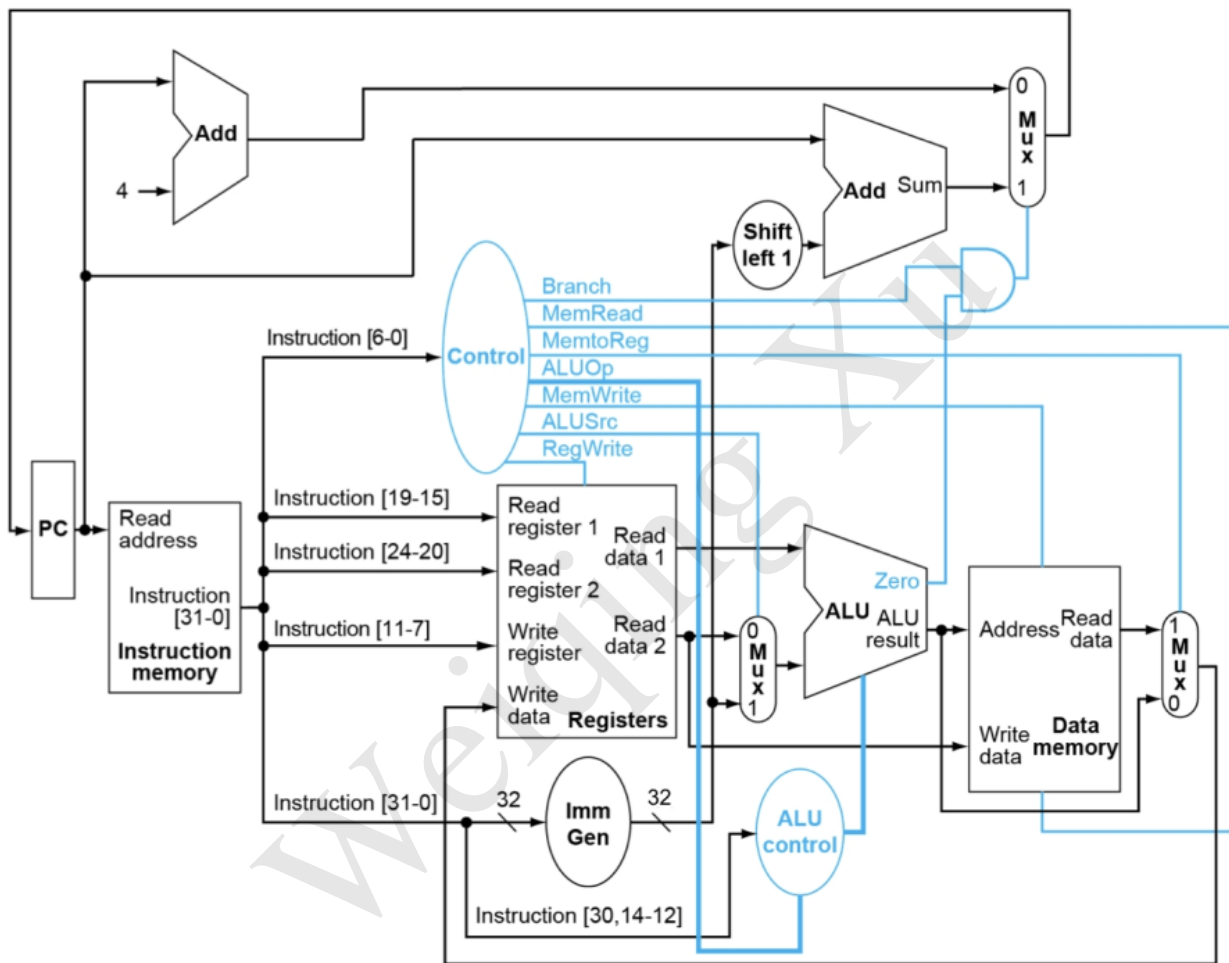 0
Mux
1
Add
4
Add
Sum
Shift
left 1
Branch
MemRead
MemtoReg
ALUOp
MemWrite
ALUSrc
RegWrite
Instruction [6-0]
Control
PC
Read
address
Instruction
[31-0]
Instruction
memory
Instruction [19-15]
Instruction [24-20]
Instruction [11-7]
Read
register 1
Read
data 1
Read
register 2
Write
register
Read
data 2
Write
data
Registers
0
Mux
1
Zero
ALU
ALU
result
Address
Read
data
Write
data
Data
memory
1
Mux
0
Instruction [31-0]
32
Imm
Gen
32
ALU
control
Instruction [30,14-12]
Weiqing Xu